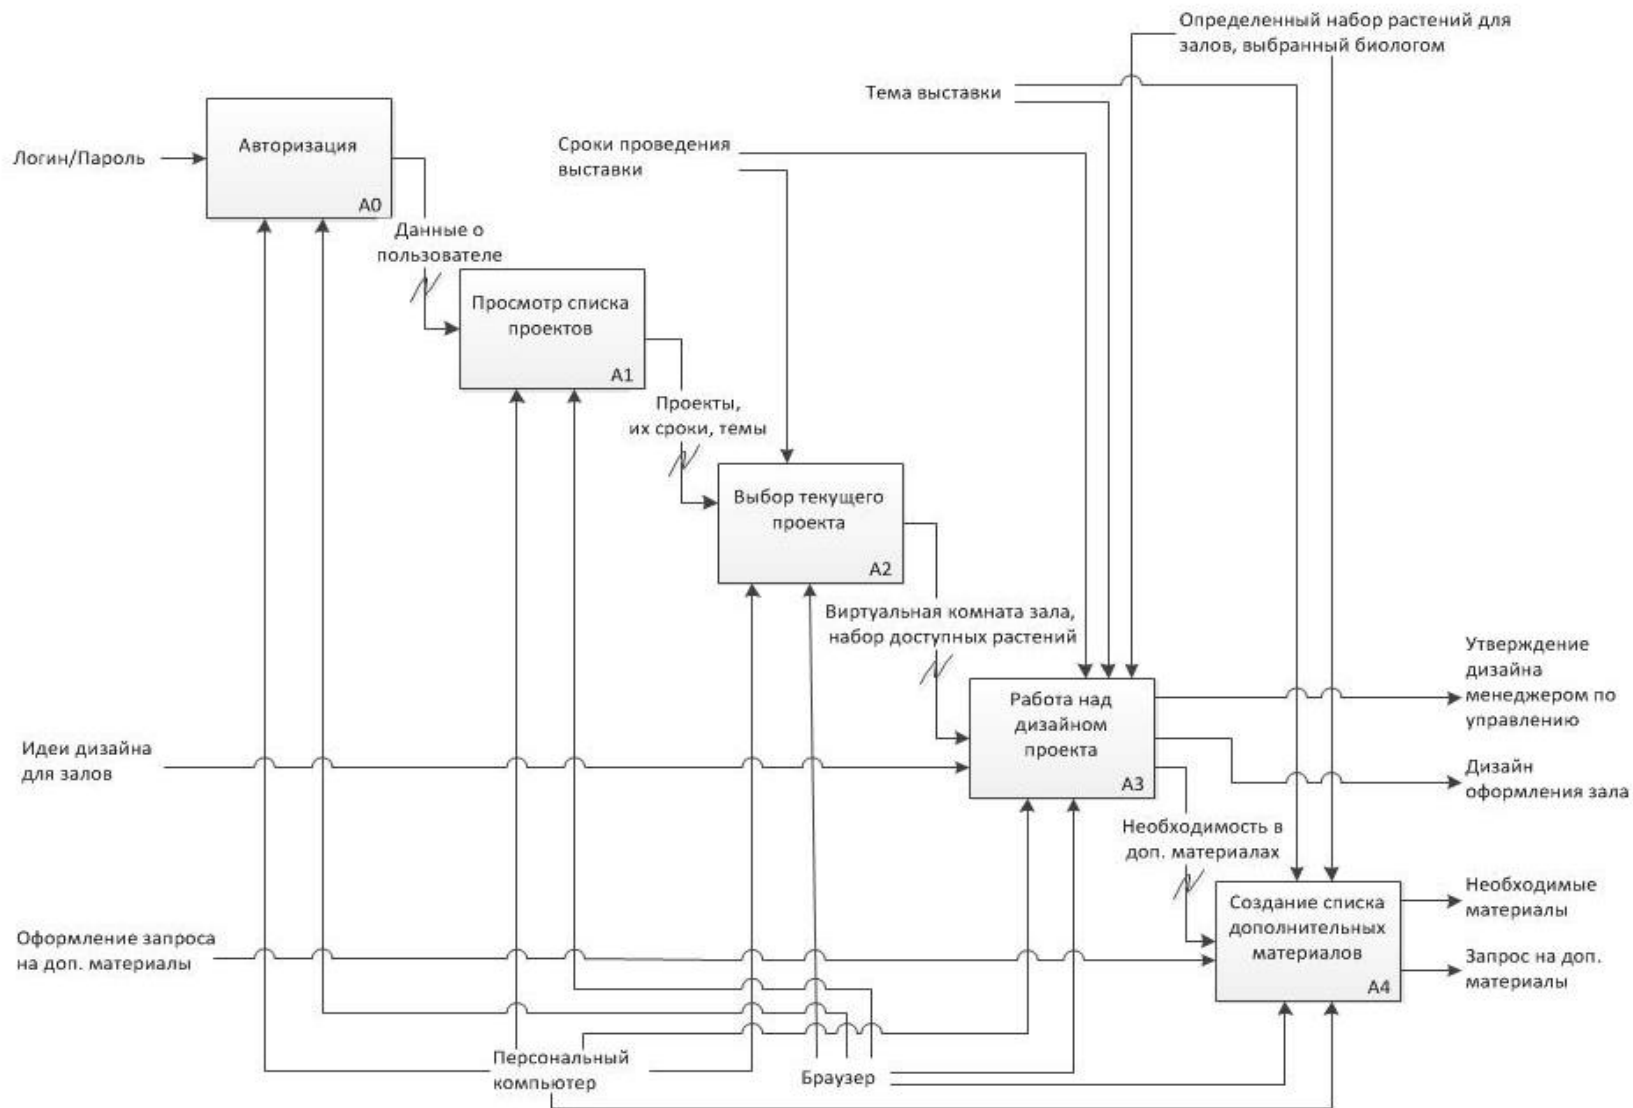 Определенный набор растений для
залов, выбранный биологом
Тема выставки
Сроки проведения
выставки
Логин/Пароль
Авторизация
A0
Данные о
пользователе
Просмотр списка
проектов
A1
Проекты,
их сроки, темы
Выбор текущего
проекта
A2
Виртуальная комната зала,
набор доступных растений
Работа над
дизайном
проекта
A3
Утверждение
дизайна
менеджером по
управлению
Идеи дизайна
для залов
Дизайн
оформления зала
Необходимость в
доп. материалах
Создание списка
дополнительных
материалов
A4
Необходимые
материалы
Оформление запроса
на доп. материалы
Запрос на доп.
материалы
Персональный
компьютер
Браузер